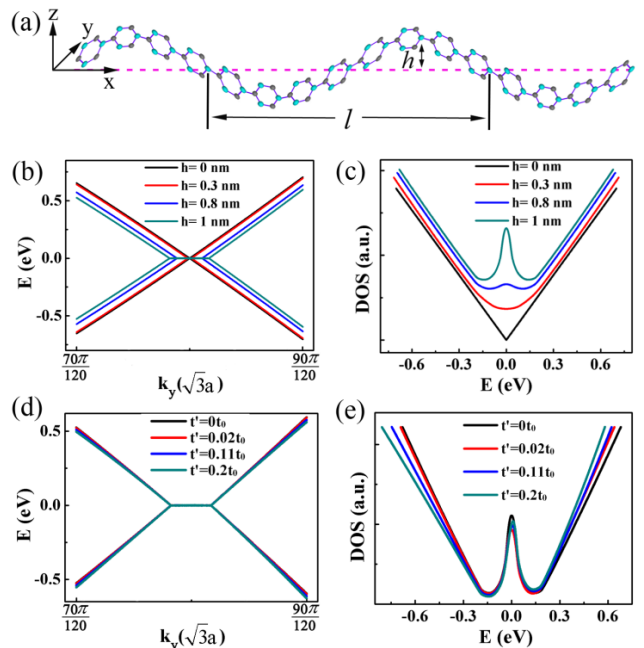 (a)
z
y
x
h
l
(b)
h= 0 nm
h= 0.3 nm
h= 0.8 nm
h= 1 nm
E (eV)
0.5
0.0
-0.5
70π
120
90π
120
k_y(√3a)
(c)
h= 0 nm
h= 0.3 nm
h= 0.8 nm
h= 1 nm
DOS (a.u.)
-0.6 -0.3 0.0 0.3 0.6
E (eV)
(d)
t'=0t₀
t'=0.02t₀
t'=0.11t₀
t'=0.2t₀
E (eV)
0.5
0.0
-0.5
70π
120
90π
120
k_y(√3a)
(e)
t'=0t₀
t'=0.02t₀
t'=0.11t₀
t'=0.2t₀
DOS (a.u.)
-0.6 -0.3 0.0 0.3 0.6
E (eV)